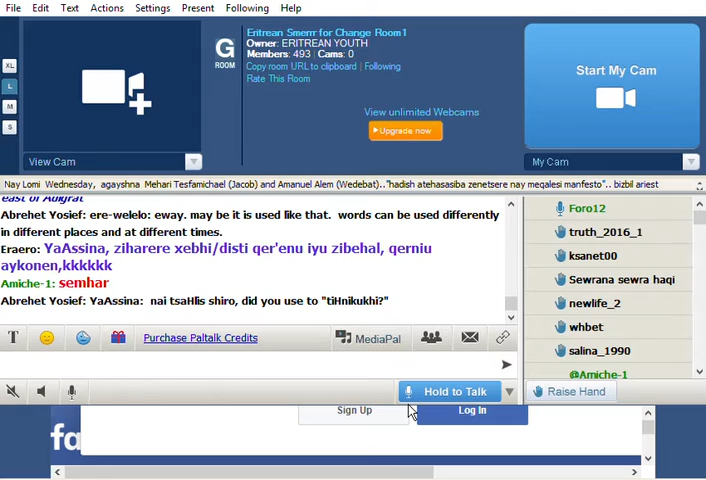 File Edit Text Actions Settings Present Following Help
XL
L
M
S
View Cam
G
ROOM
Eritrean Smerrr for Change Room1
Owner: ERITREAN YOUTH
Members: 493 Cams: 0
Copy room URL to clipboard | Following
Rate This Room
View unlimited Webcams
Upgrade now
Start My Cam
My Cam
Nay Lomi Wednesday, agayshna Mehari Tesfamichael (Jacob) and Amanuel Alem (Wedebat).."hadish atehasasiba zenetsere nay meqalesi manfesto".. bizbil ariest
east of Adigrat
Abrehet Yosief: ere-welelo: eway. may be it is used like that. words can be used differently
in different places and at different times.
Eraero: YaAssina, ziharere xebhi/disti qer'enu iyu zibehal, qerniu
aykonen,kkkkkk
Amiche-1: semhar
Abrehet Yosief: YaAssina: nai tsaHlis shiro, did you use to "tiHnikukhi?"
Foro12
truth_2016_1
ksanet00
Sewrana sewra haqi
newlife_2
whbet
salina_1990
@Amiche-1
T
Purchase Paltalk Credits
MediaPal
Hold to Talk
Raise Hand
Sign Up
Log In
fa